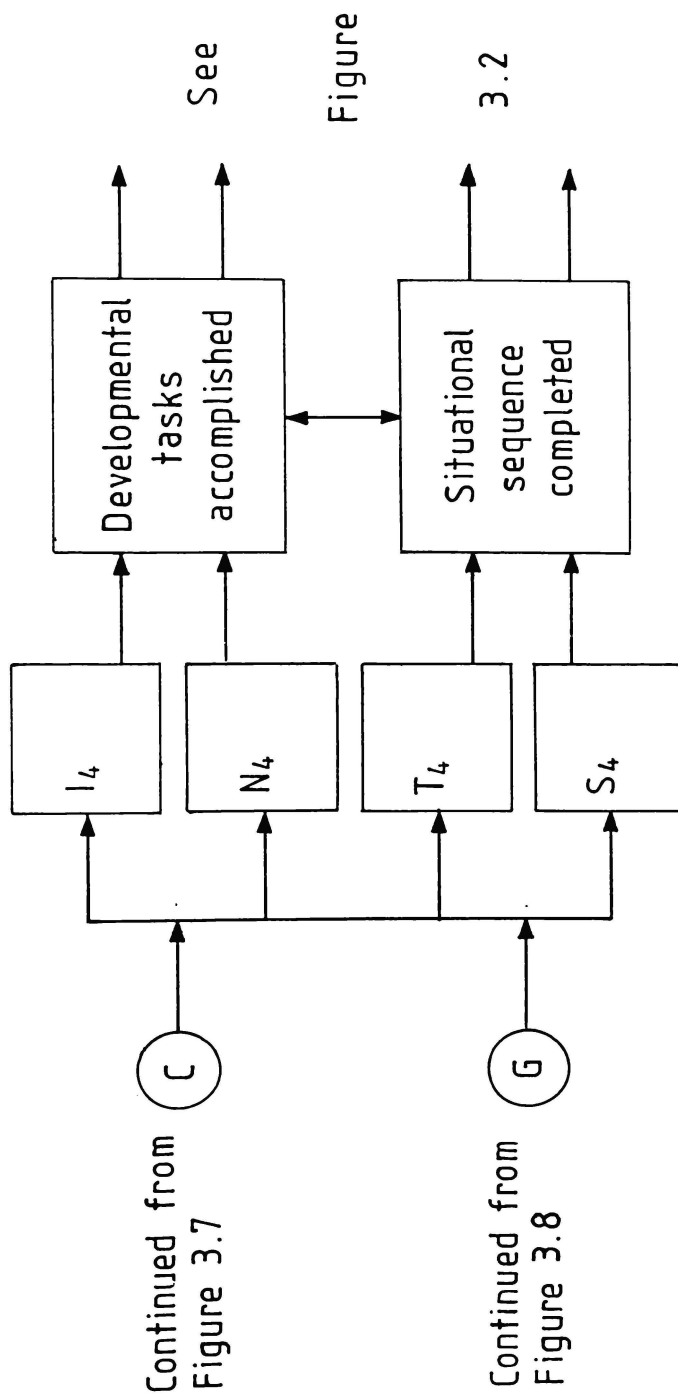 Continued from
Figure 3.7
C
Continued from
Figure 3.8
G
I₄
N₄
T₄
S₄
Developmental
tasks
accomplished
Situational
sequence
completed
See
Figure
3.2